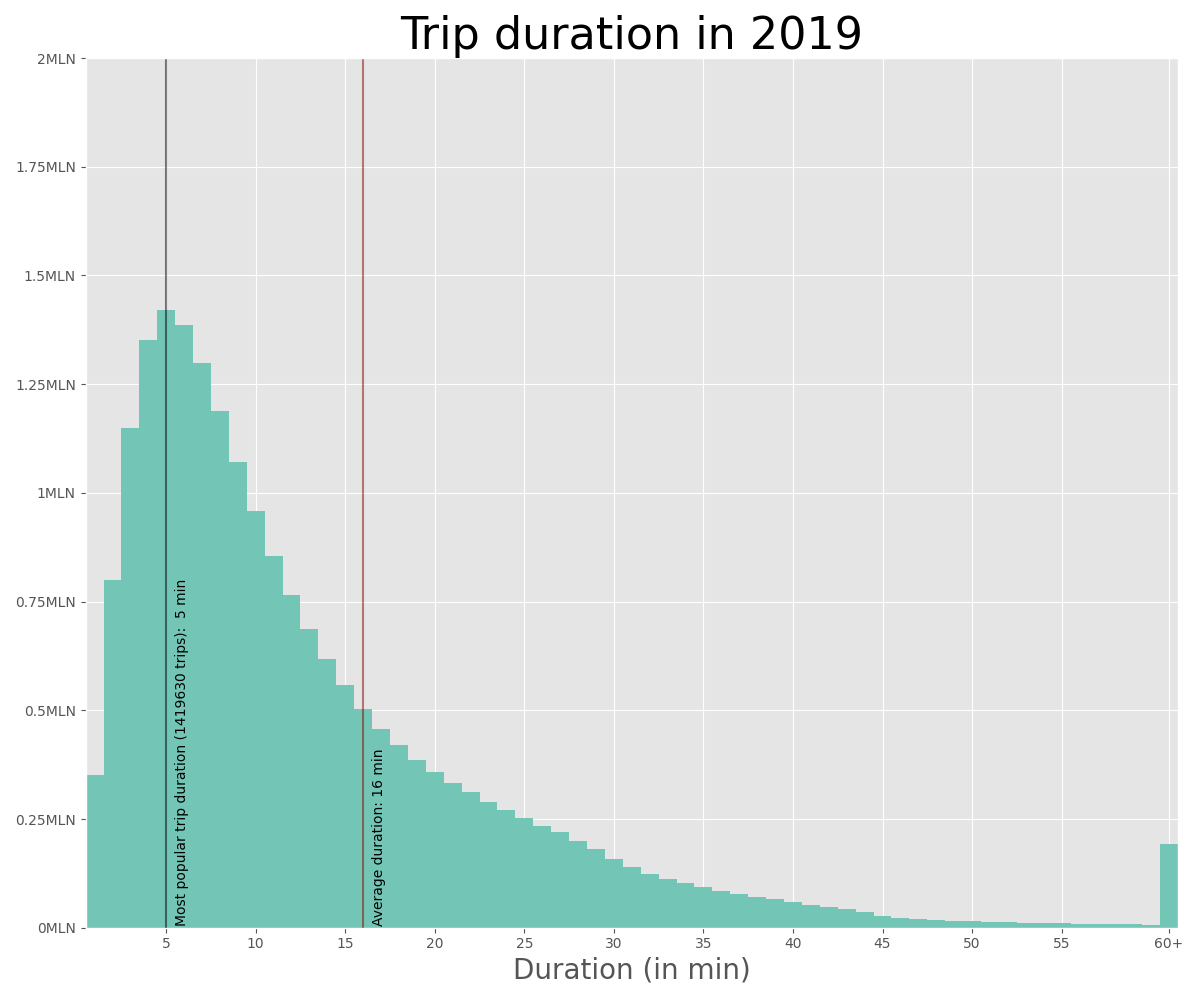 Trip duration in 2019
2MLN
1.75MLN
1.5MLN
1.25MLN
1MLN
0.75MLN
0.5MLN
0.25MLN
0MLN
Most popular trip duration (1419630 trips):  5 min
Average duration: 16 min
5 10 15 20 25 30 35 40 45 50 55 60+
Duration (in min)